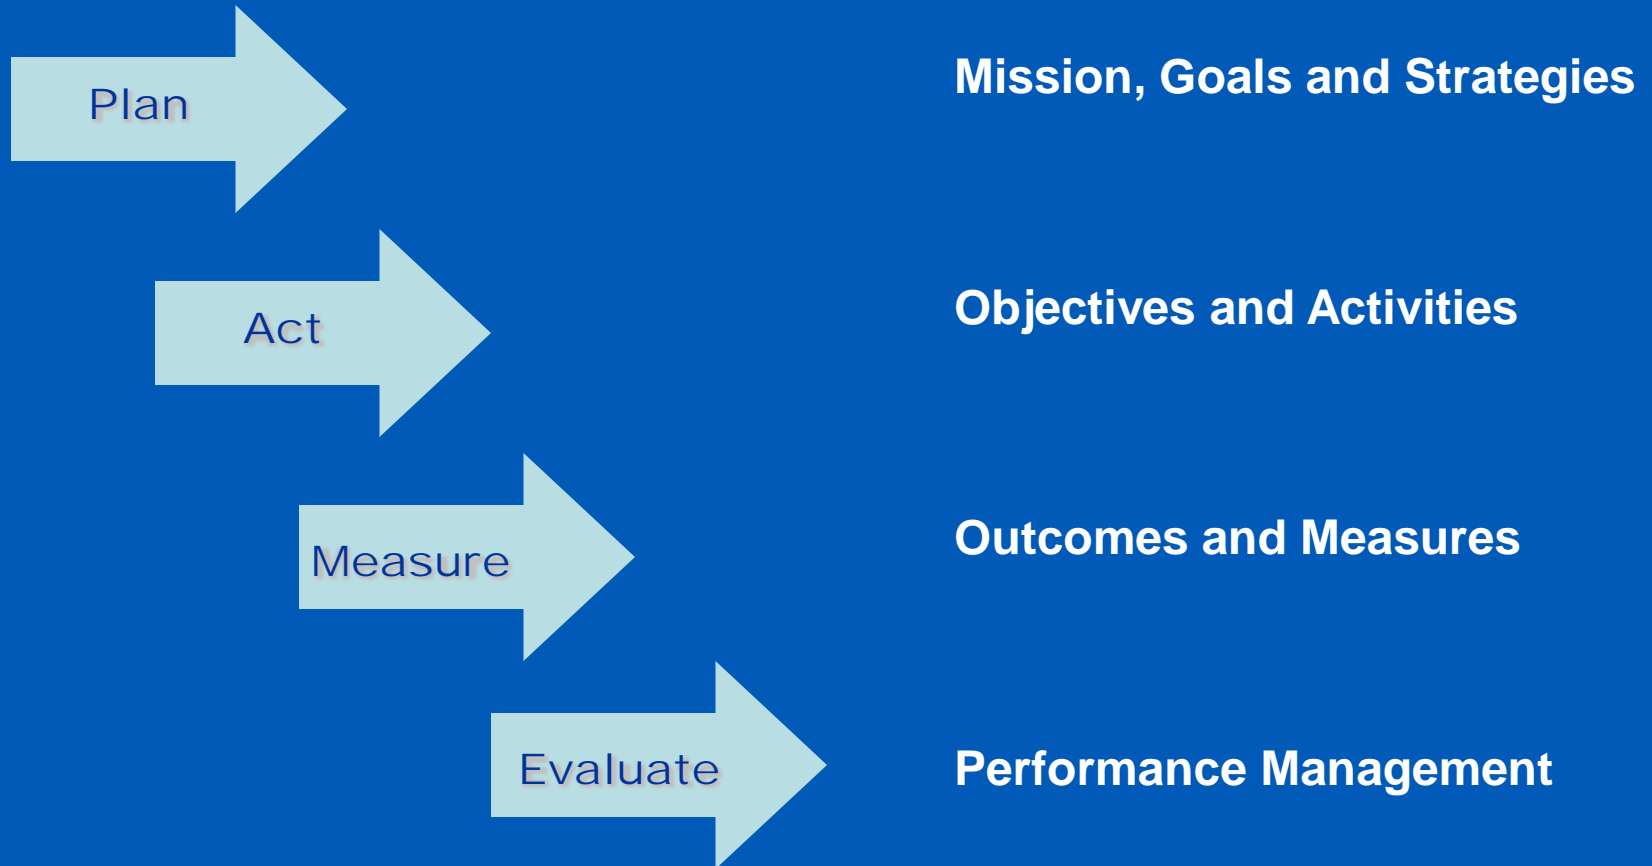 Plan
Mission, Goals and Strategies
Act
Objectives and Activities
Measure
Outcomes and Measures
Evaluate
Performance Management